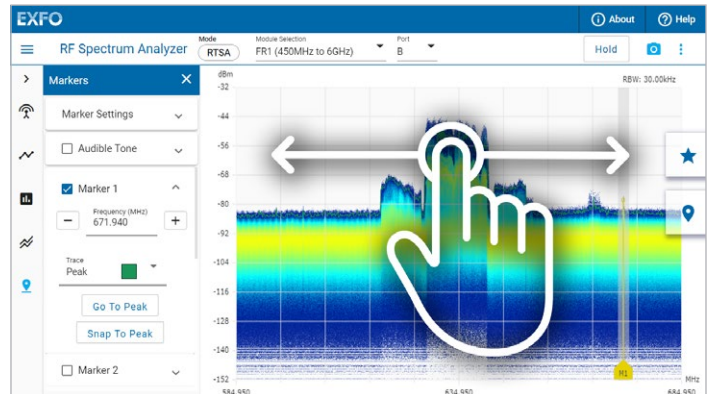 EXFO
About
Help
RF Spectrum Analyzer
Mode
RTSA
Module Selection
FR1 (450MHz to 6GHz)
Port
B
Hold
Markers
Marker Settings
Audible Tone
Marker 1
Frequency (MHz)
671.940
Trace
Peak
Go To Peak
Snap To Peak
Marker 2
dBm
RBW: 30.00kHz
-32
-44
-56
-68
-80
-92
-104
-116
-128
-140
-152
M1
MHz
584.950
634.950
684.950